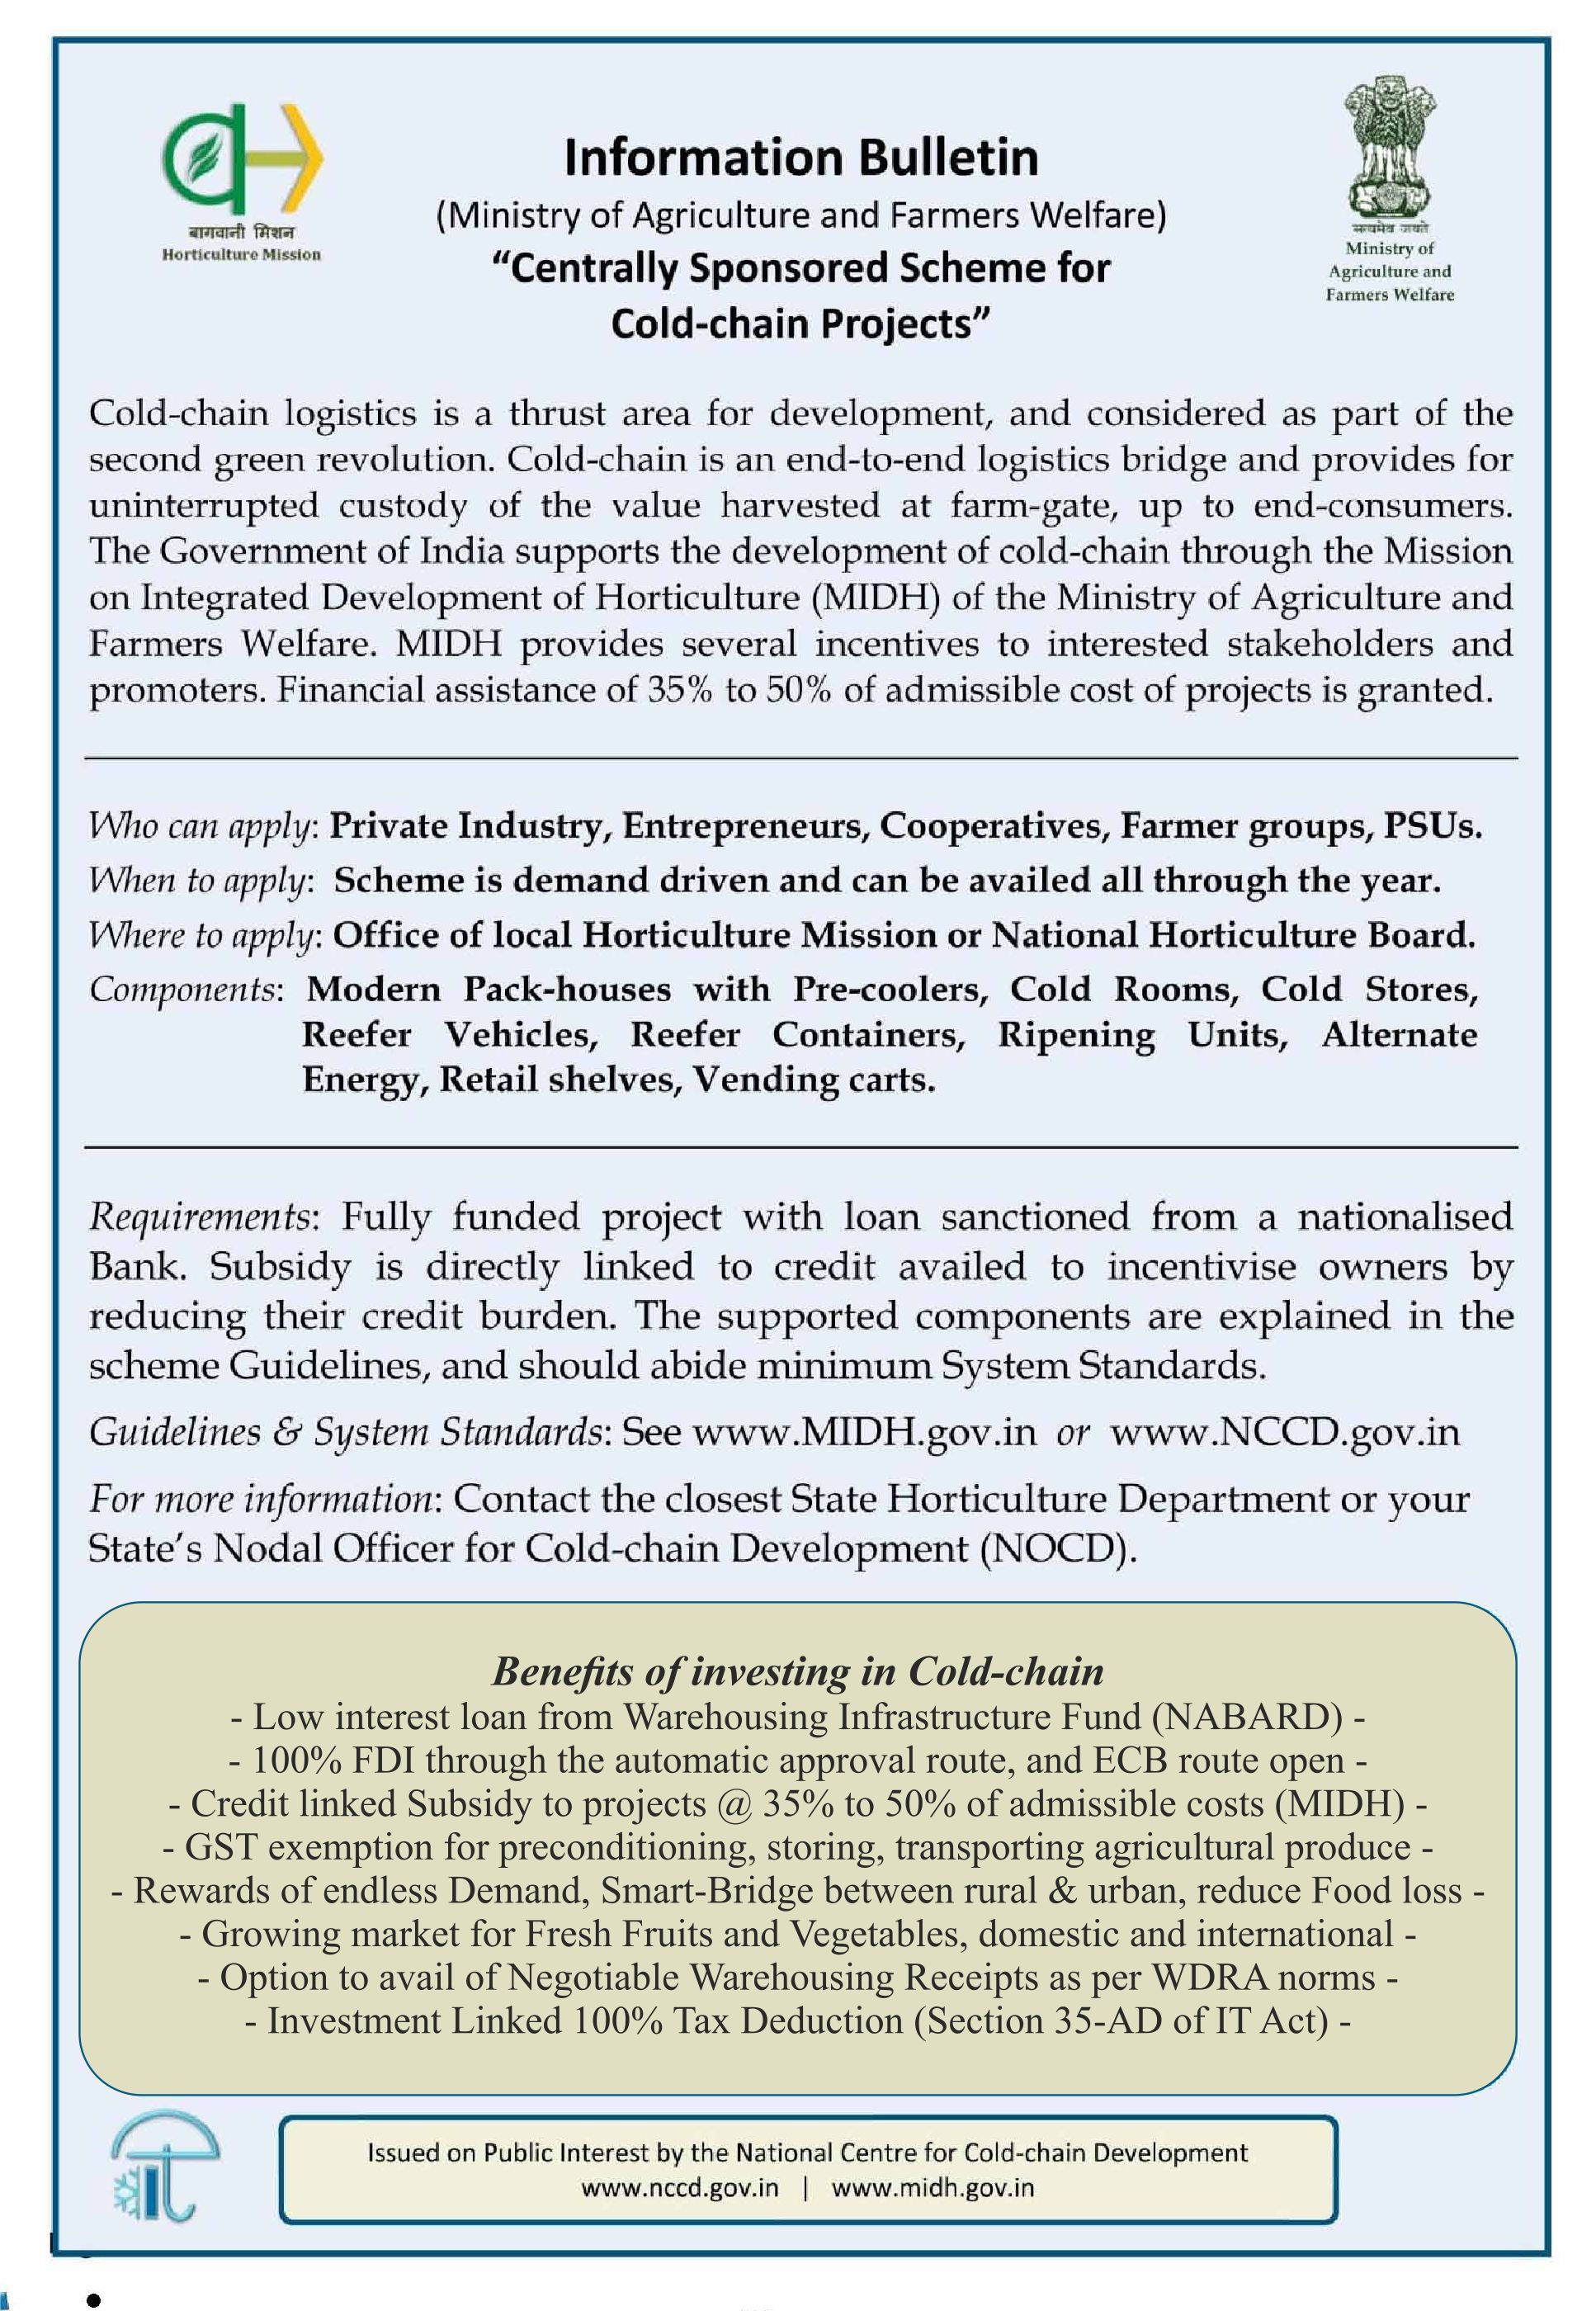 बागवानी मिशन
Horticulture Mission
Information Bulletin
(Ministry of Agriculture and Farmers Welfare)
“Centrally Sponsored Scheme for
Cold-chain Projects”
सत्यमेव जयते
Ministry of
Agriculture and
Farmers Welfare
Cold-chain logistics is a thrust area for development, and considered as part of the
second green revolution. Cold-chain is an end-to-end logistics bridge and provides for
uninterrupted custody of the value harvested at farm-gate, up to end-consumers.
The Government of India supports the development of cold-chain through the Mission
on Integrated Development of Horticulture (MIDH) of the Ministry of Agriculture and
Farmers Welfare. MIDH provides several incentives to interested stakeholders and
promoters. Financial assistance of 35% to 50% of admissible cost of projects is granted.
Who can apply: Private Industry, Entrepreneurs, Cooperatives, Farmer groups, PSUs.
When to apply: Scheme is demand driven and can be availed all through the year.
Where to apply: Office of local Horticulture Mission or National Horticulture Board.
Components: Modern Pack-houses with Pre-coolers, Cold Rooms, Cold Stores,
Reefer Vehicles, Reefer Containers, Ripening Units, Alternate
Energy, Retail shelves, Vending carts.
Requirements: Fully funded project with loan sanctioned from a nationalised
Bank. Subsidy is directly linked to credit availed to incentivise owners by
reducing their credit burden. The supported components are explained in the
scheme Guidelines, and should abide minimum System Standards.
Guidelines & System Standards: See www.MIDH.gov.in or www.NCCD.gov.in
For more information: Contact the closest State Horticulture Department or your
State’s Nodal Officer for Cold-chain Development (NOCD).
Benefits of investing in Cold-chain
- Low interest loan from Warehousing Infrastructure Fund (NABARD) -
- 100% FDI through the automatic approval route, and ECB route open -
- Credit linked Subsidy to projects @ 35% to 50% of admissible costs (MIDH) -
- GST exemption for preconditioning, storing, transporting agricultural produce -
- Rewards of endless Demand, Smart-Bridge between rural & urban, reduce Food loss -
- Growing market for Fresh Fruits and Vegetables, domestic and international -
- Option to avail of Negotiable Warehousing Receipts as per WDRA norms -
- Investment Linked 100% Tax Deduction (Section 35-AD of IT Act) -
Issued on Public Interest by the National Centre for Cold-chain Development
www.nccd.gov.in | www.midh.gov.in